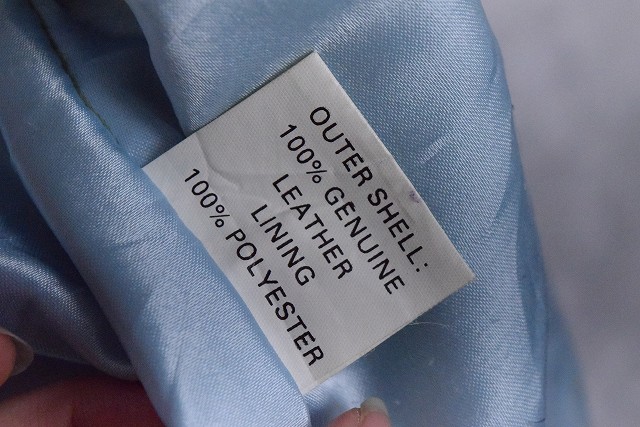 OUTER SHELL:
100% GENUINE
LEATHER
LINING
100% POLYESTER